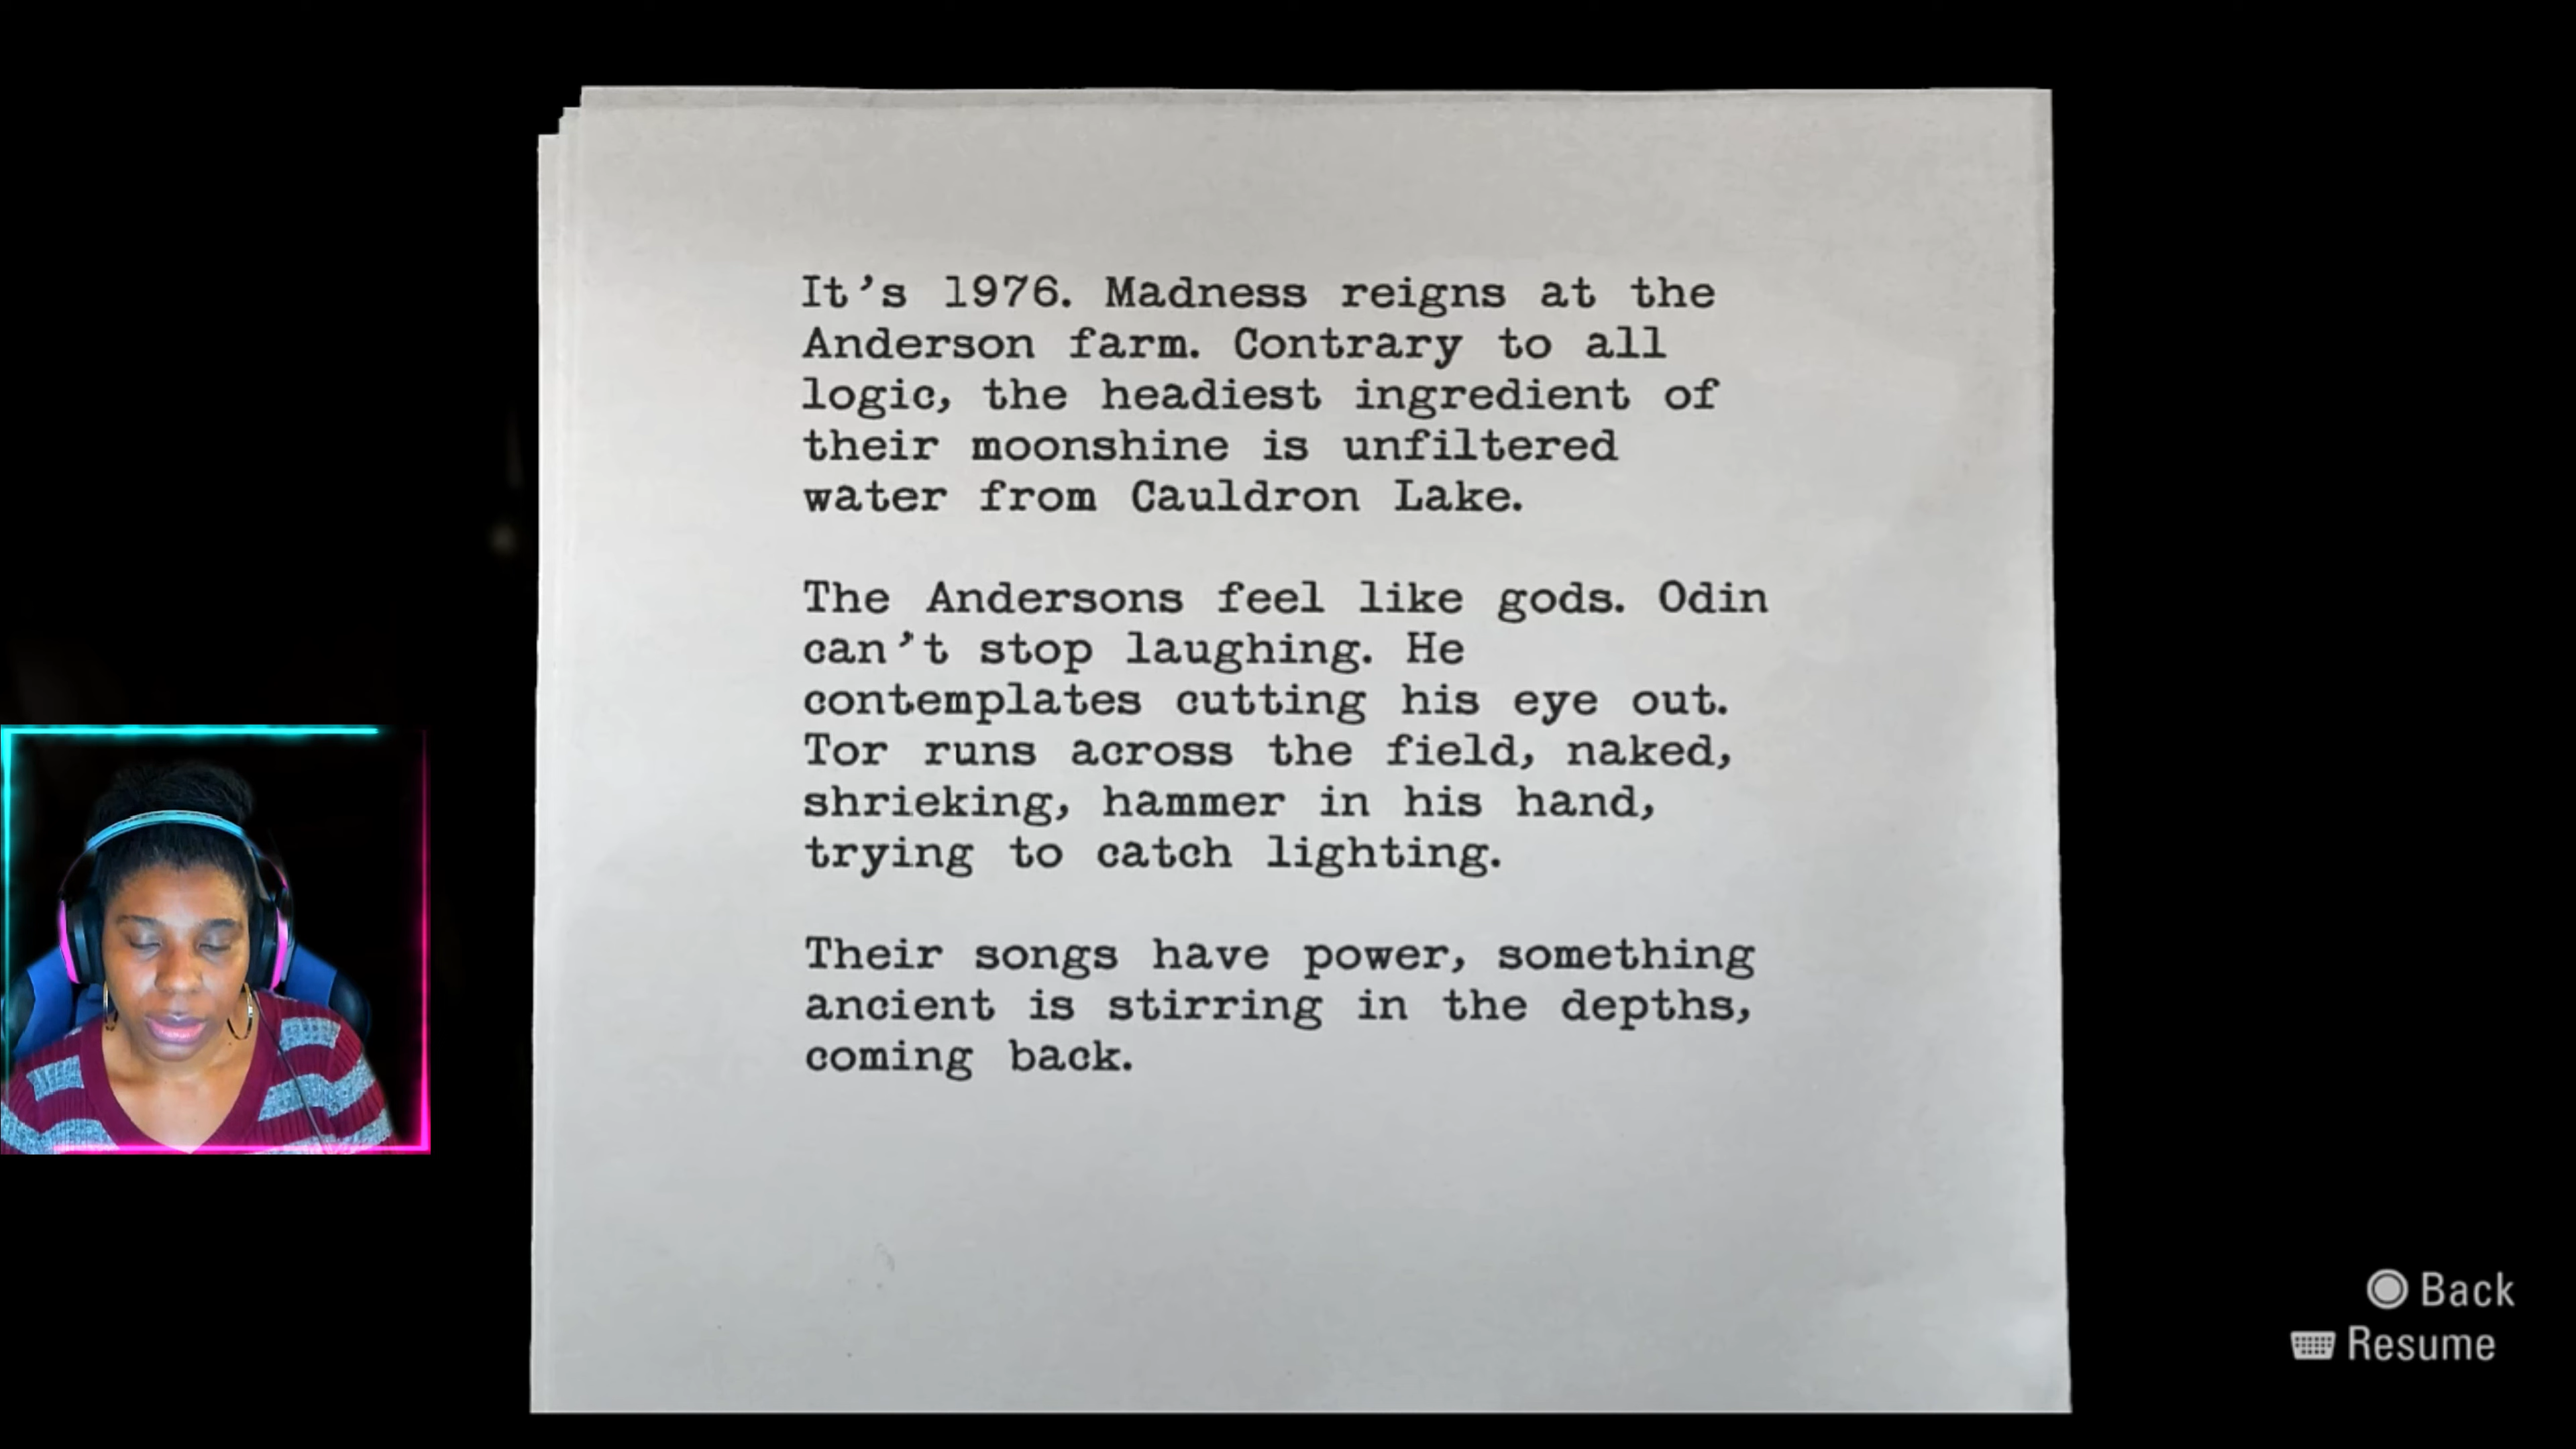 It's 1976. Madness reigns at the
Anderson farm. Contrary to all
logic, the headiest ingredient of
their moonshine is unfiltered
water from Cauldron Lake.
The Andersons feel like gods. Odin
can't stop laughing. He
contemplates cutting his eye out.
Tor runs across the field, naked,
shrieking, hammer in his hand,
trying to catch lighting.
Their songs have power, something
ancient is stirring in the depths,
coming back.
Back
Resume